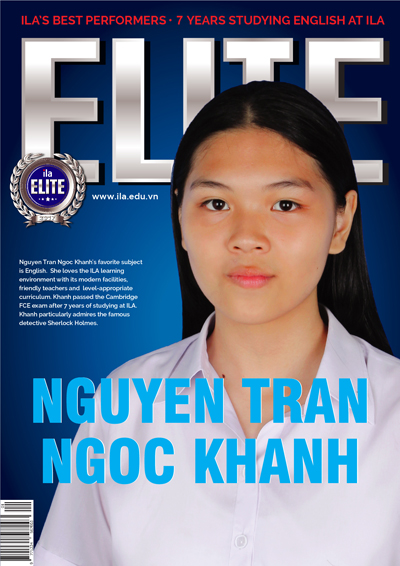 ILA'S BEST PERFORMERS • 7 YEARS STUDYING ENGLISH AT ILA
ELITE
ila
ELITE
www.ila.edu.vn
Nguyen Tran Ngoc Khanh's favorite subject
is English. She loves the ILA learning
environment with its modern facilities,
friendly teachers and level-appropriate
curriculum. Khanh passed the Cambridge
FCE exam after 7 years of studying at ILA.
Khanh particularly admires the famous
detective Sherlock Holmes.
NGUYEN TRAN
NGOC KHANH